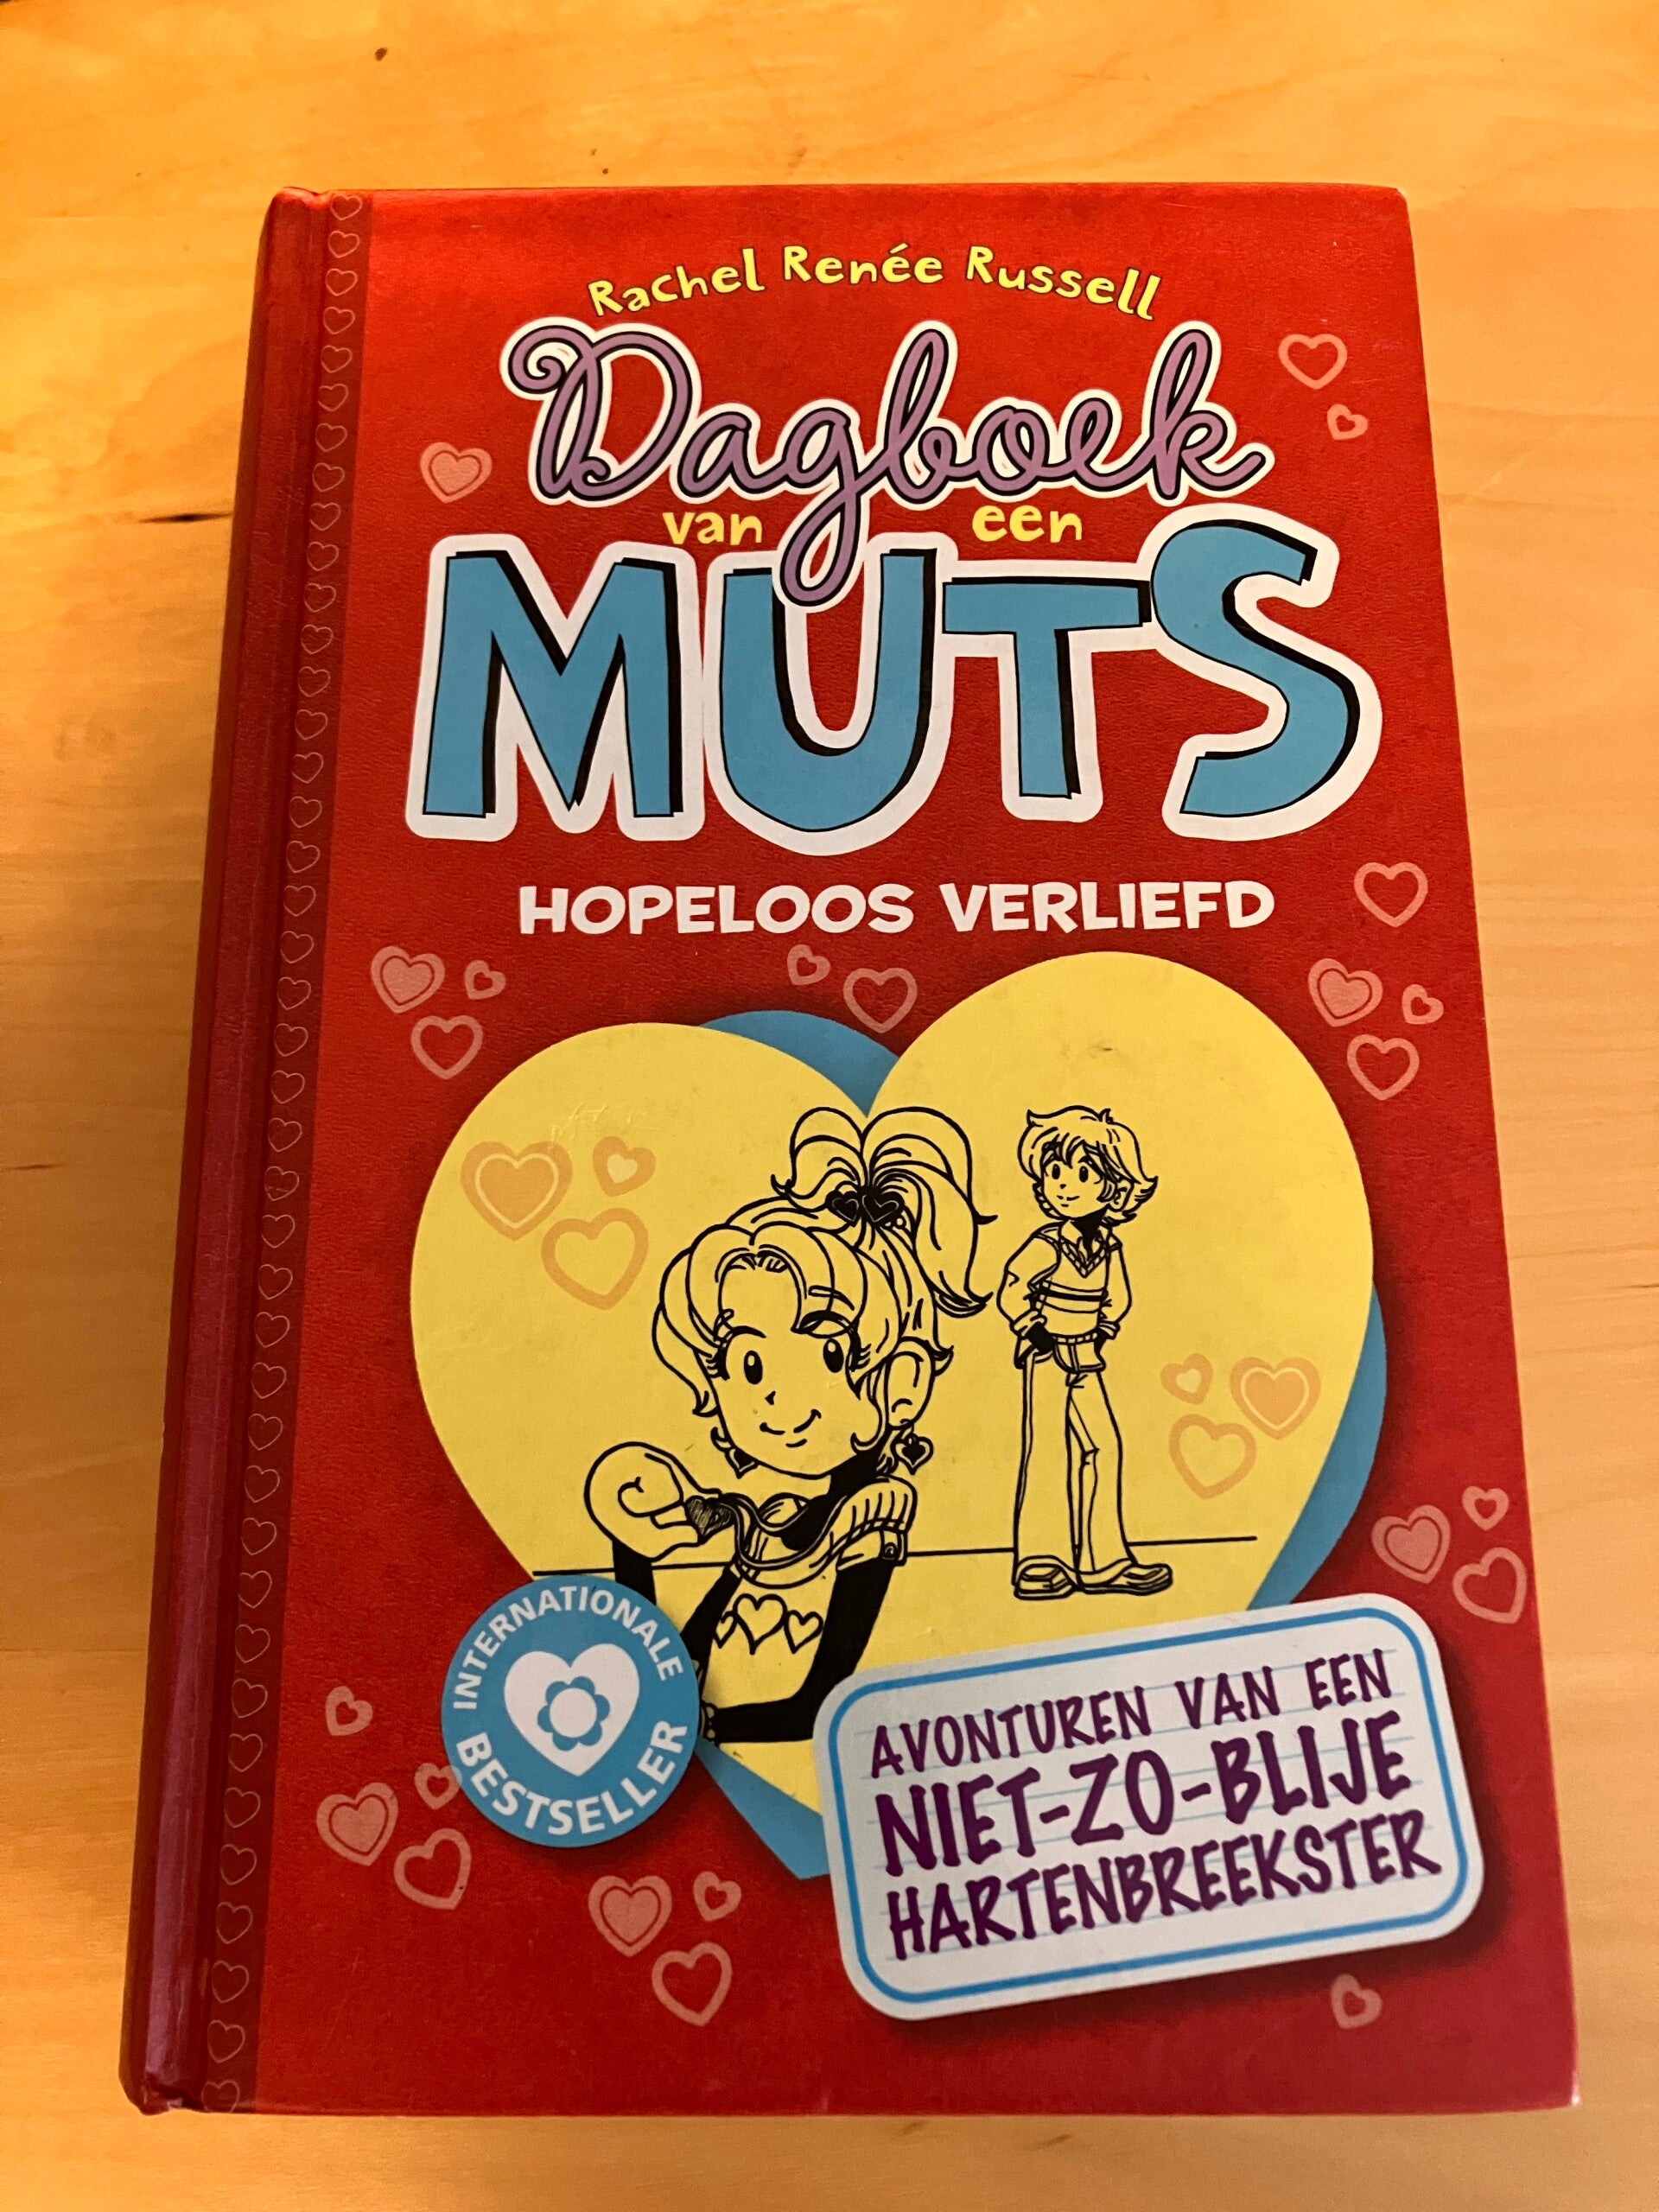 Rachel Renée Russell
Dagboek
van een
MUTS
HOPELOOS VERLIEFD
INTERNATIONALE
BESTSELLER
AVONTUREN VAN EEN
NIET-ZO-BLIJE
HARTENBREEKSTER